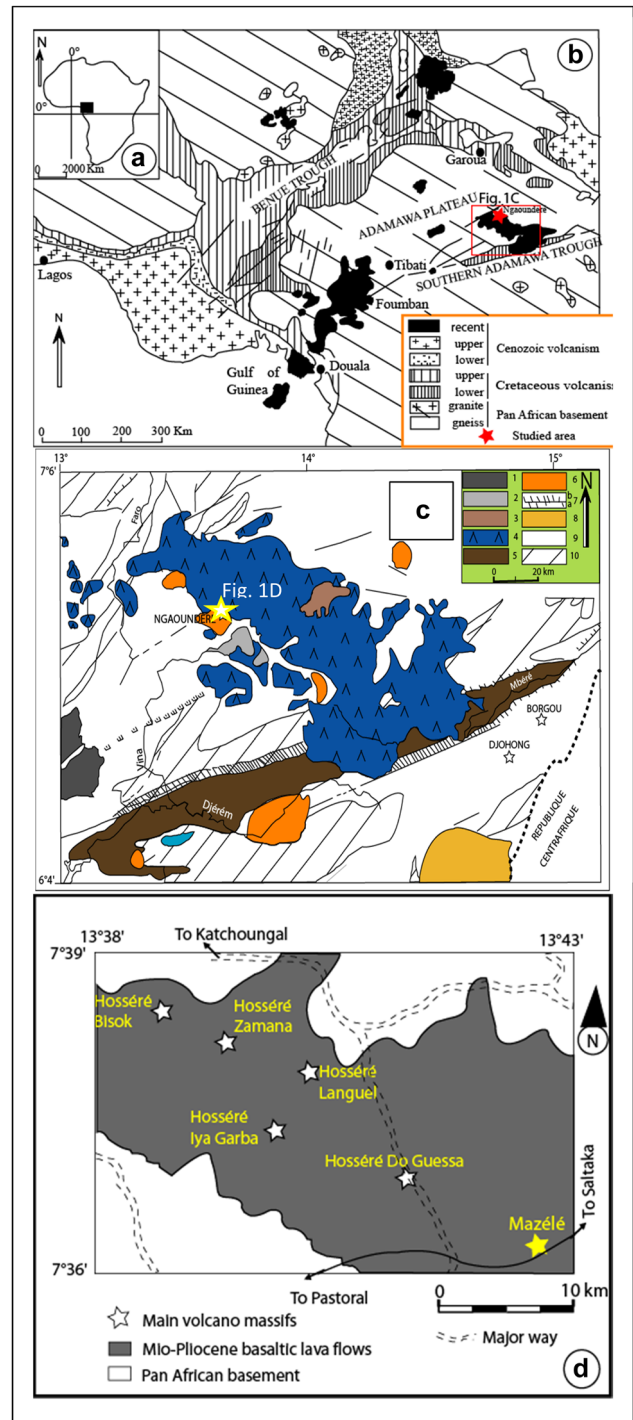 N
0°
0°
a
0 2000 Km
b
BENUE TROUGH
Garoua
Fig.1C
Ngaoundere
ADAMAWA PLATEAU
Tibati
SOUTHERN ADAMAWA TROUGH
Lagos
Foumban
N
Gulf of
Guinea
Douala
0 100 200 300 Km
recent
upper
lower
Cenozoic volcanism
upper
lower
Cretaceous volcanis
granite
gneiss
Pan African basement
Studied area
13°
14°
15°
7°6'
c
1
2
3
4
5
6
b
a
7
8
9
10
N
0 20 km
Faro
Fig. 1D
NGAOUNDER
Vina
Mbéré
BORGOU
DJOHONG
Djérém
REPUBLIQUE
CENTRAFRIQUE
6°4'
13°38'
To Katchoungal
13°43'
7°39'
Hosséré
Bisok
Hosséré
Zamana
N
Hosséré
Languel
Hosséré
Iya Garba
Hosséré Do Guessa
To Saltaka
Mazélé
7°36'
To Pastoral
0 10 km
Main volcano massifs
Major way
Mio-Pliocene basaltic lava flows
Pan African basement
d